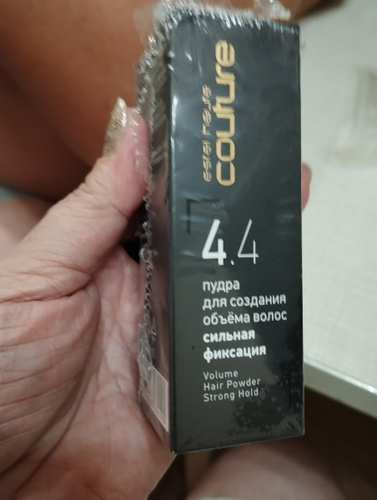 estel haute
couture
4.4
пудра
для создания
объёма волос
сильная
фиксация
Volume
Hair Powder
Strong Hold